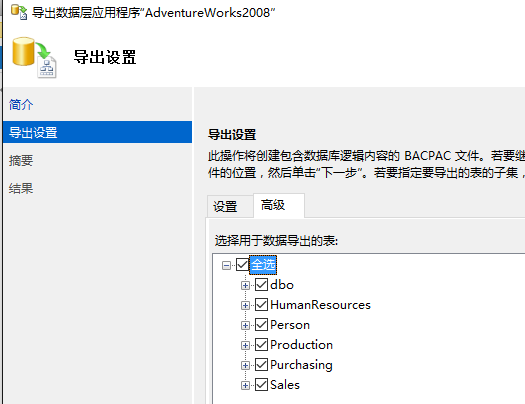 导出数据层应用程序“AdventureWorks2008”
导出设置
简介
导出设置
摘要
结果
导出设置
此操作将创建包含数据库逻辑内容的 BACPAC 文件。若要继
件的位置，然后单击“下一步”。若要指定要导出的表的子集，
设置
高级
选择用于数据导出的表:
全选
dbo
HumanResources
Person
Production
Purchasing
Sales